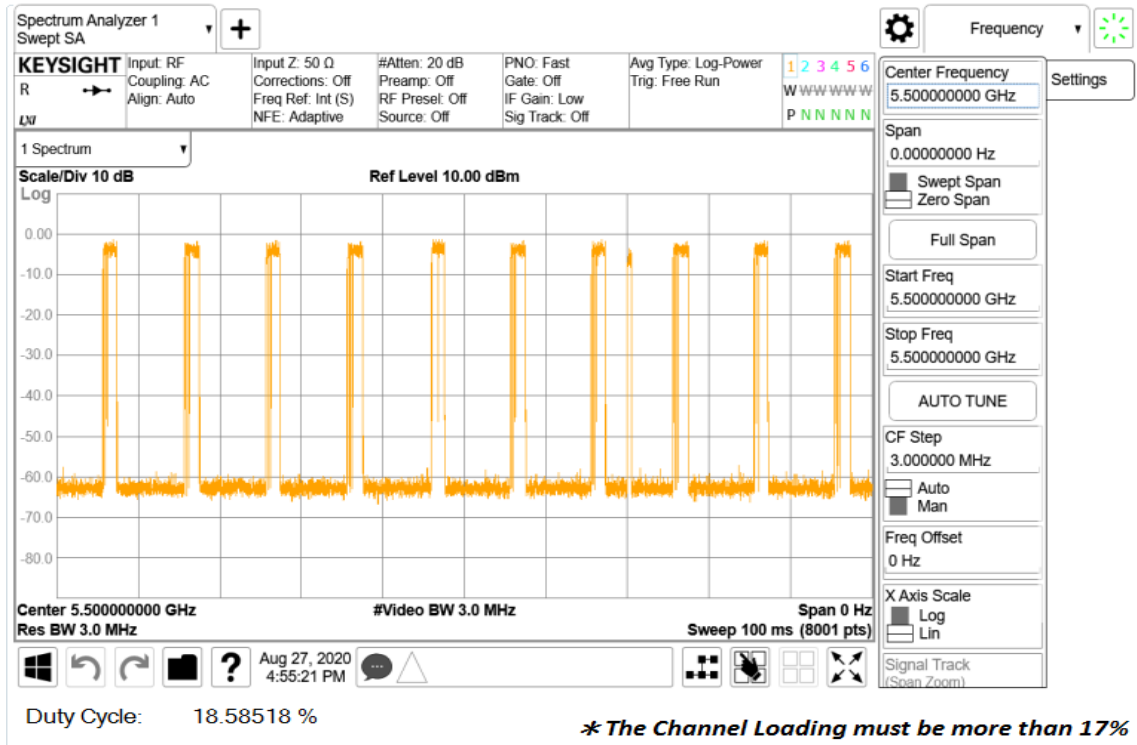 Spectrum Analyzer 1
Swept SA
+
Frequency
KEYSIGHT
R
LXI
Input: RF
Coupling: AC
Align: Auto
Input Z: 50 Ω
Corrections: Off
Freq Ref: Int (S)
NFE: Adaptive
#Atten: 20 dB
Preamp: Off
RF Presel: Off
Source: Off
PNO: Fast
Gate: Off
IF Gain: Low
Sig Track: Off
Avg Type: Log-Power
Trig: Free Run
1 2 3 4 5 6
W W W W W W
P N N N N N
Center Frequency
5.500000000 GHz
Settings
Span
0.00000000 Hz
Swept Span
Zero Span
Full Span
Start Freq
5.500000000 GHz
Stop Freq
5.500000000 GHz
AUTO TUNE
CF Step
3.000000 MHz
Auto
Man
Freq Offset
0 Hz
X Axis Scale
Log
Lin
Signal Track
(Span Zoom)
1 Spectrum
Scale/Div 10 dB
Ref Level 10.00 dBm
Log
0.00
-10.0
-20.0
-30.0
-40.0
-50.0
-60.0
-70.0
-80.0
Center 5.500000000 GHz
#Video BW 3.0 MHz
Span 0 Hz
Res BW 3.0 MHz
Sweep 100 ms (8001 pts)
?
Aug 27, 2020
4:55:21 PM
Duty Cycle: 18.58518 %
* The Channel Loading must be more than 17%